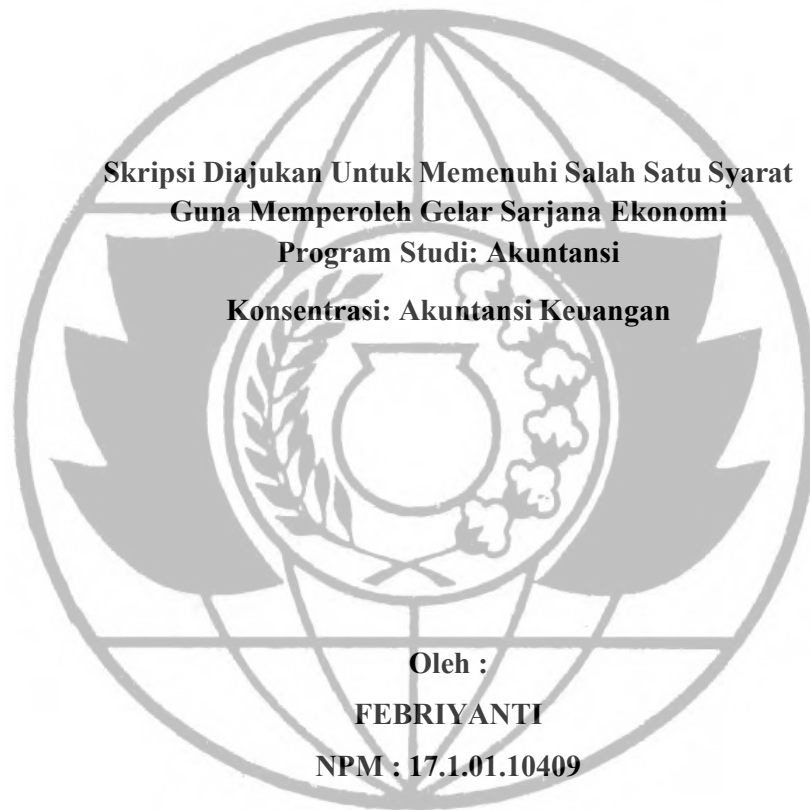 Skripsi Diajukan Untuk Memenuhi Salah Satu Syarat
Guna Memperoleh Gelar Sarjana Ekonomi
Program Studi: Akuntansi
Konsentrasi: Akuntansi Keuangan
Oleh :
FEBRIYANTI
NPM : 17.1.01.10409